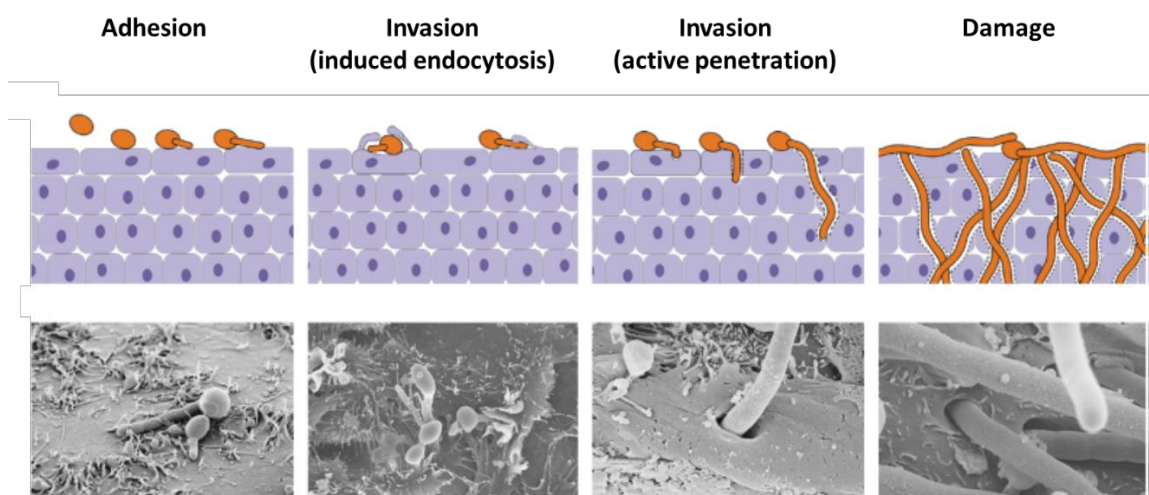 Adhesion
Invasion
(induced endocytosis)
Invasion
(active penetration)
Damage